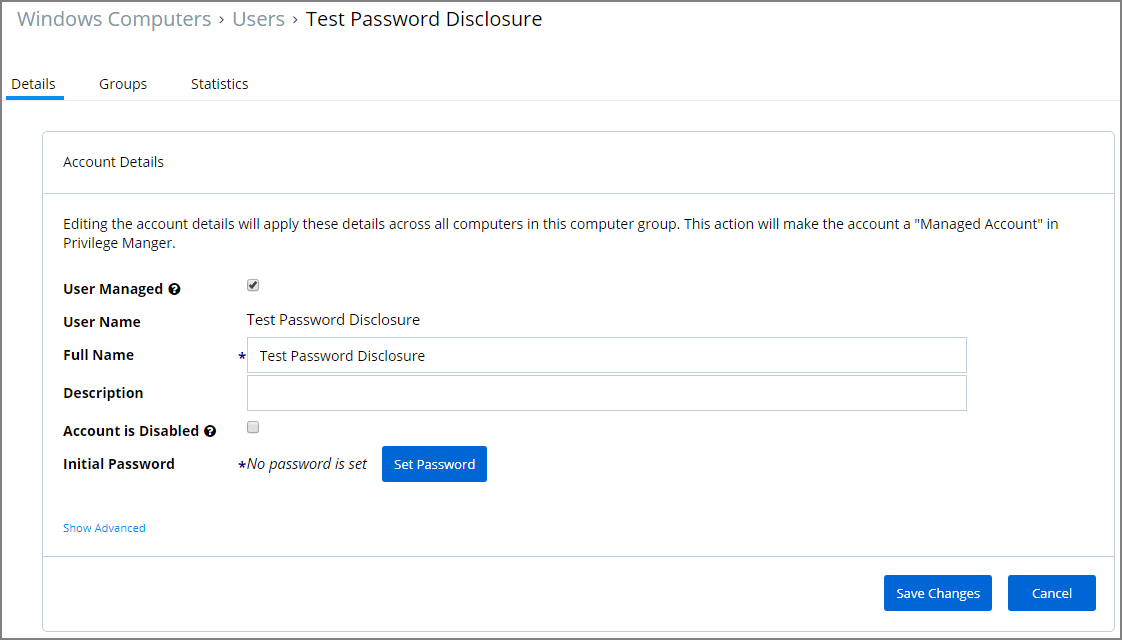 Windows Computers › Users › Test Password Disclosure
Details Groups Statistics
Account Details
Editing the account details will apply these details across all computers in this computer group. This action will make the account a "Managed Account" in
Privilege Manger.
User Managed ?
User Name Test Password Disclosure
Full Name * Test Password Disclosure
Description
Account is Disabled ?
Initial Password *No password is set Set Password
Show Advanced
Save Changes Cancel